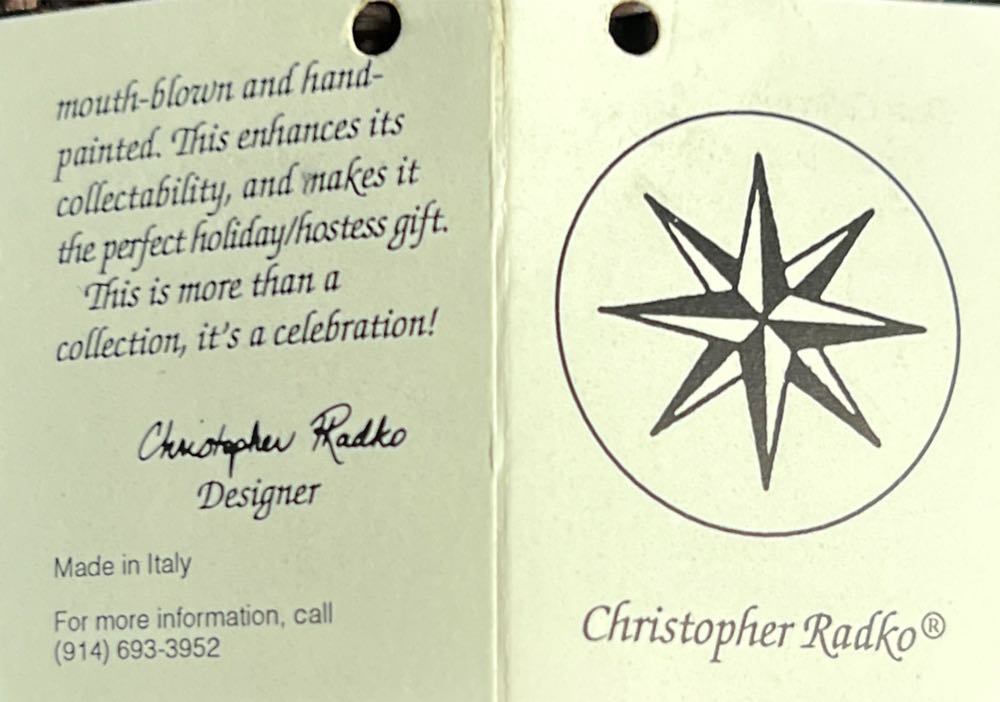 mouth-blown and hand-
painted. This enhances its
collectability, and makes it
the perfect holiday/hostess gift.
This is more than a
collection, it's a celebration!
Christopher Radko
Designer
Made in Italy
For more information, call
(914) 693-3952
Christopher Radko®